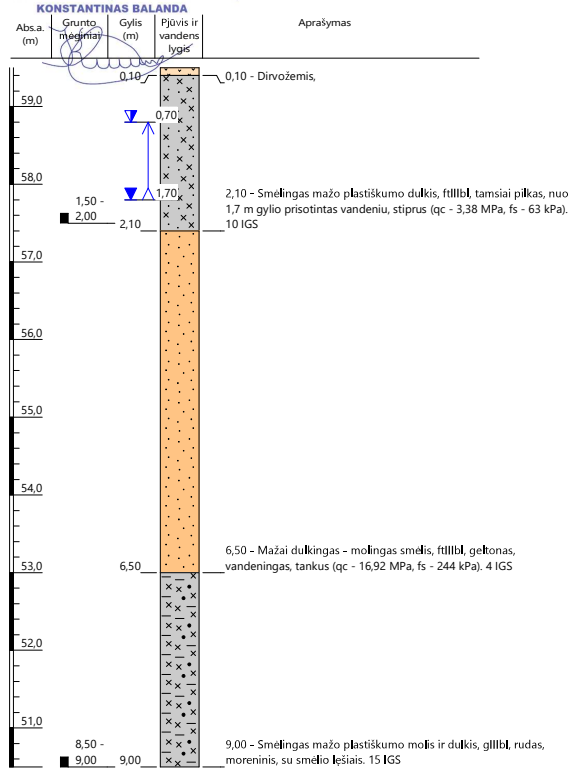 KONSTANTINAS BALANDA
Abs.a. (m)
Grunto mėginiai
Gylis (m)
Pjūvis ir vandens lygis
Aprašymas
0,10
0,10 - Dirvožemis,
59,0
0,70
58,0
1,70
1,50 - 2,00
2,10
2,10 - Smėlingas mažo plastiškumo dulkis, ftIIIbl, tamsiai pilkas, nuo
1,7 m gylio prisotintas vandeniu, stiprus (qc - 3,38 MPa, fs - 63 kPa).
10 IGS
57,0
56,0
55,0
54,0
53,0
6,50
6,50 - Mažai dulkingas - molingas smėlis, ftIIIbl, geltonas,
vandeningas, tankus (qc - 16,92 MPa, fs - 244 kPa). 4 IGS
52,0
51,0
8,50 - 9,00
9,00
9,00 - Smėlingas mažo plastiškumo molis ir dulkis, gIIIbl, rudas,
moreninis, su smėlio lęšiais. 15 IGS